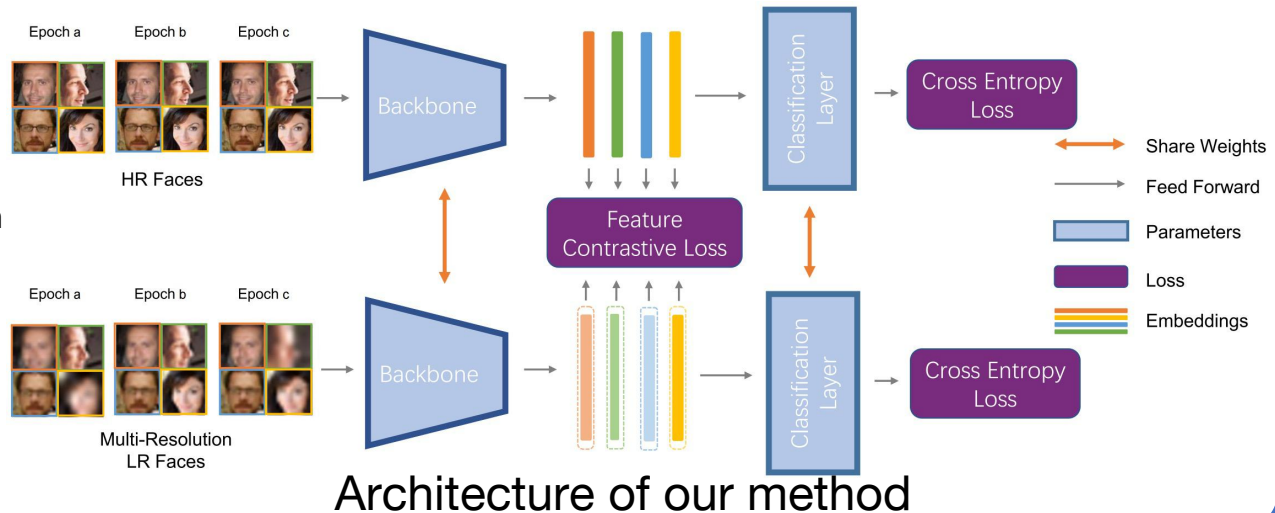 Epoch a
Epoch b
Epoch c
HR Faces
Backbone
Feature
Contrastive Loss
Classification
Layer
Cross Entropy
Loss
Share Weights
Feed Forward
Parameters
Loss
Embeddings
Epoch a
Epoch b
Epoch c
Multi-Resolution
LR Faces
Backbone
Classification
Layer
Cross Entropy
Loss
Architecture of our method